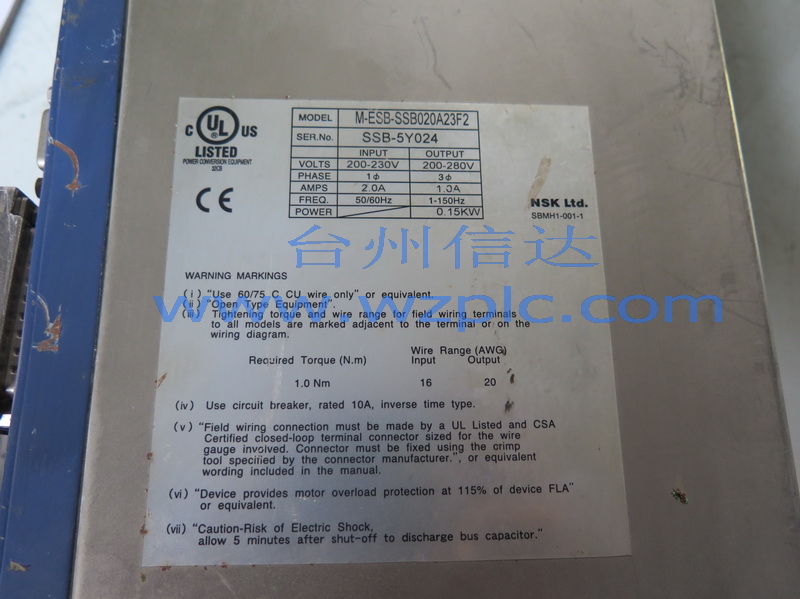 C UL US
LISTED
POWER CONVERSION EQUIPMENT
32CB
CE
MODEL M-ESB-SSB020A23F2
SER.No. SSB-5Y024
INPUT OUTPUT
VOLTS 200-230V 200-280V
PHASE 1ϕ 3ϕ
AMPS 2.0A 1.3A
FREQ. 50/60Hz 1-150Hz
POWER 0.15KW
NSK Ltd.
SBMH1-001-1
台州信达
www.wzplc.com
WARNING MARKINGS
(i) "Use 60/75 C CU wire only" or equivalent.
(ii) "Open Type Equipment".
(iii) Tightening torque and wire range for field wiring terminals
to all models are marked adjacent to the terminal or on the
wiring diagram.
Wire Range (AWG)
Required Torque (N.m) Input Output
1.0 Nm 16 20
(iv) Use circuit breaker, rated 10A, inverse time type.
(v) "Field wiring connection must be made by a UL Listed and CSA
Certified closed-loop terminal connector sized for the wire
gauge involved. Connector must be fixed using the crimp
tool specified by the connector manufacturer.", or equivalent
wording included in the manual.
(vi) "Device provides motor overload protection at 115% of device FLA"
or equivalent.
(vii) "Caution-Risk of Electric Shock,
allow 5 minutes after shut-off to discharge bus capacitor."